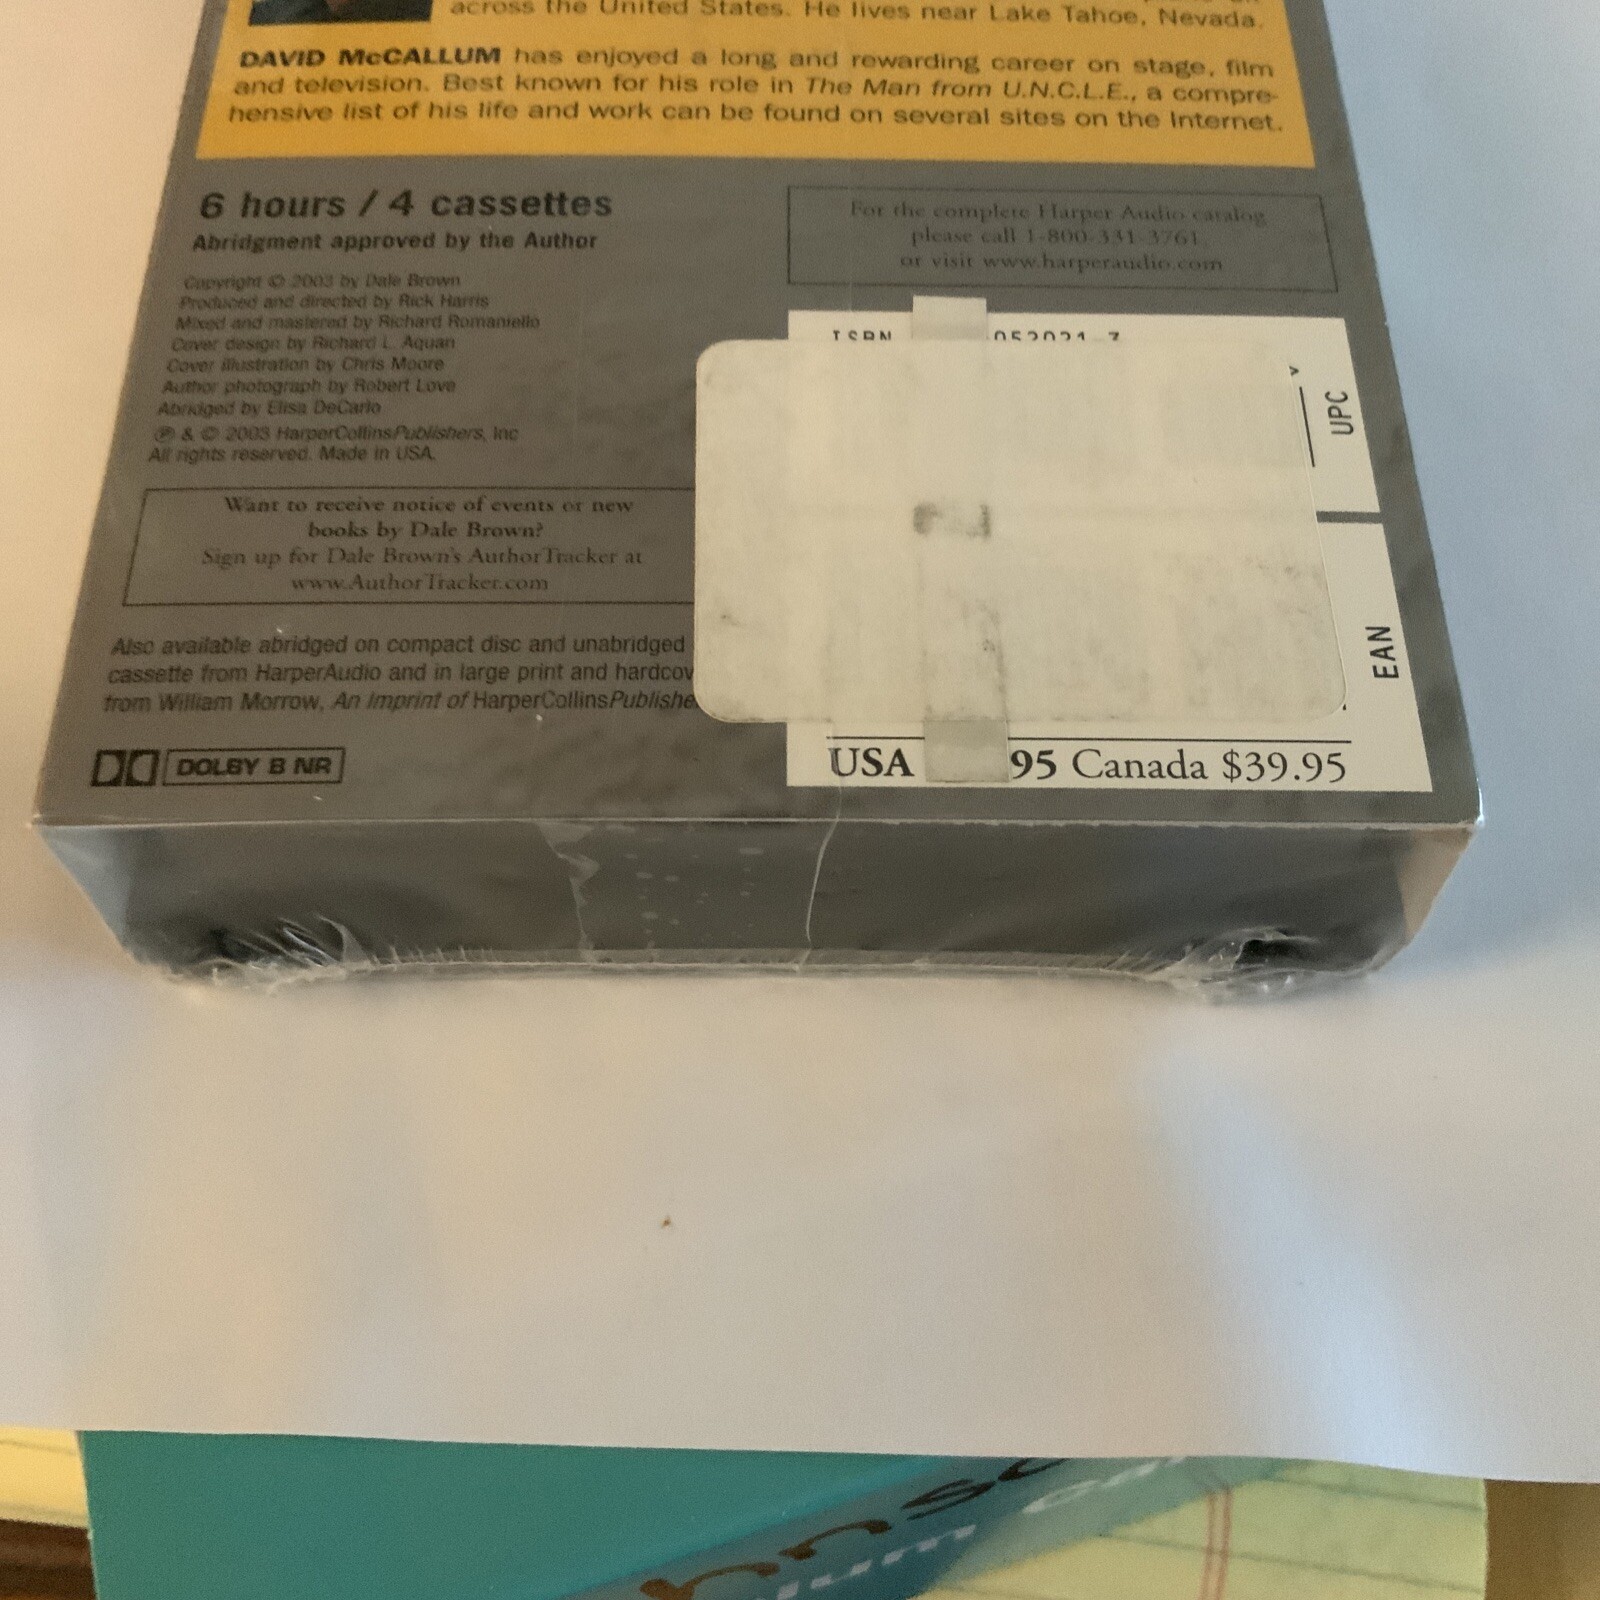 across the United States. He lives near Lake Tahoe, Nevada.
DAVID McCALLUM has enjoyed a long and rewarding career on stage, film
and television. Best known for his role in The Man from U.N.C.L.E., a compre-
hensive list of his life and work can be found on several sites on the Internet.
6 hours / 4 cassettes
Abridgment approved by the Author
Copyright © 2003 by Dale Brown
Produced and directed by Rick Harris
Mixed and mastered by Richard Romaniello
Cover design by Richard L. Aquan
Cover illustration by Chris Moore
Author photograph by Robert Love
Abridged by Elisa DeCarlo
℗ & © 2003 HarperCollinsPublishers, Inc
All rights reserved. Made in USA.
Want to receive notice of events or new
books by Dale Brown?
Sign up for Dale Brown's AuthorTracker at
www.AuthorTracker.com
Also available abridged on compact disc and unabridged
cassette from HarperAudio and in large print and hardcov
from William Morrow, An Imprint of HarperCollinsPublishe
DOLBY B NR
For the complete Harper Audio catalog
please call 1-800-331-3761
or visit www.harperaudio.com
ISBN 052021-7
UPC
EAN
USA 95 Canada $39.95